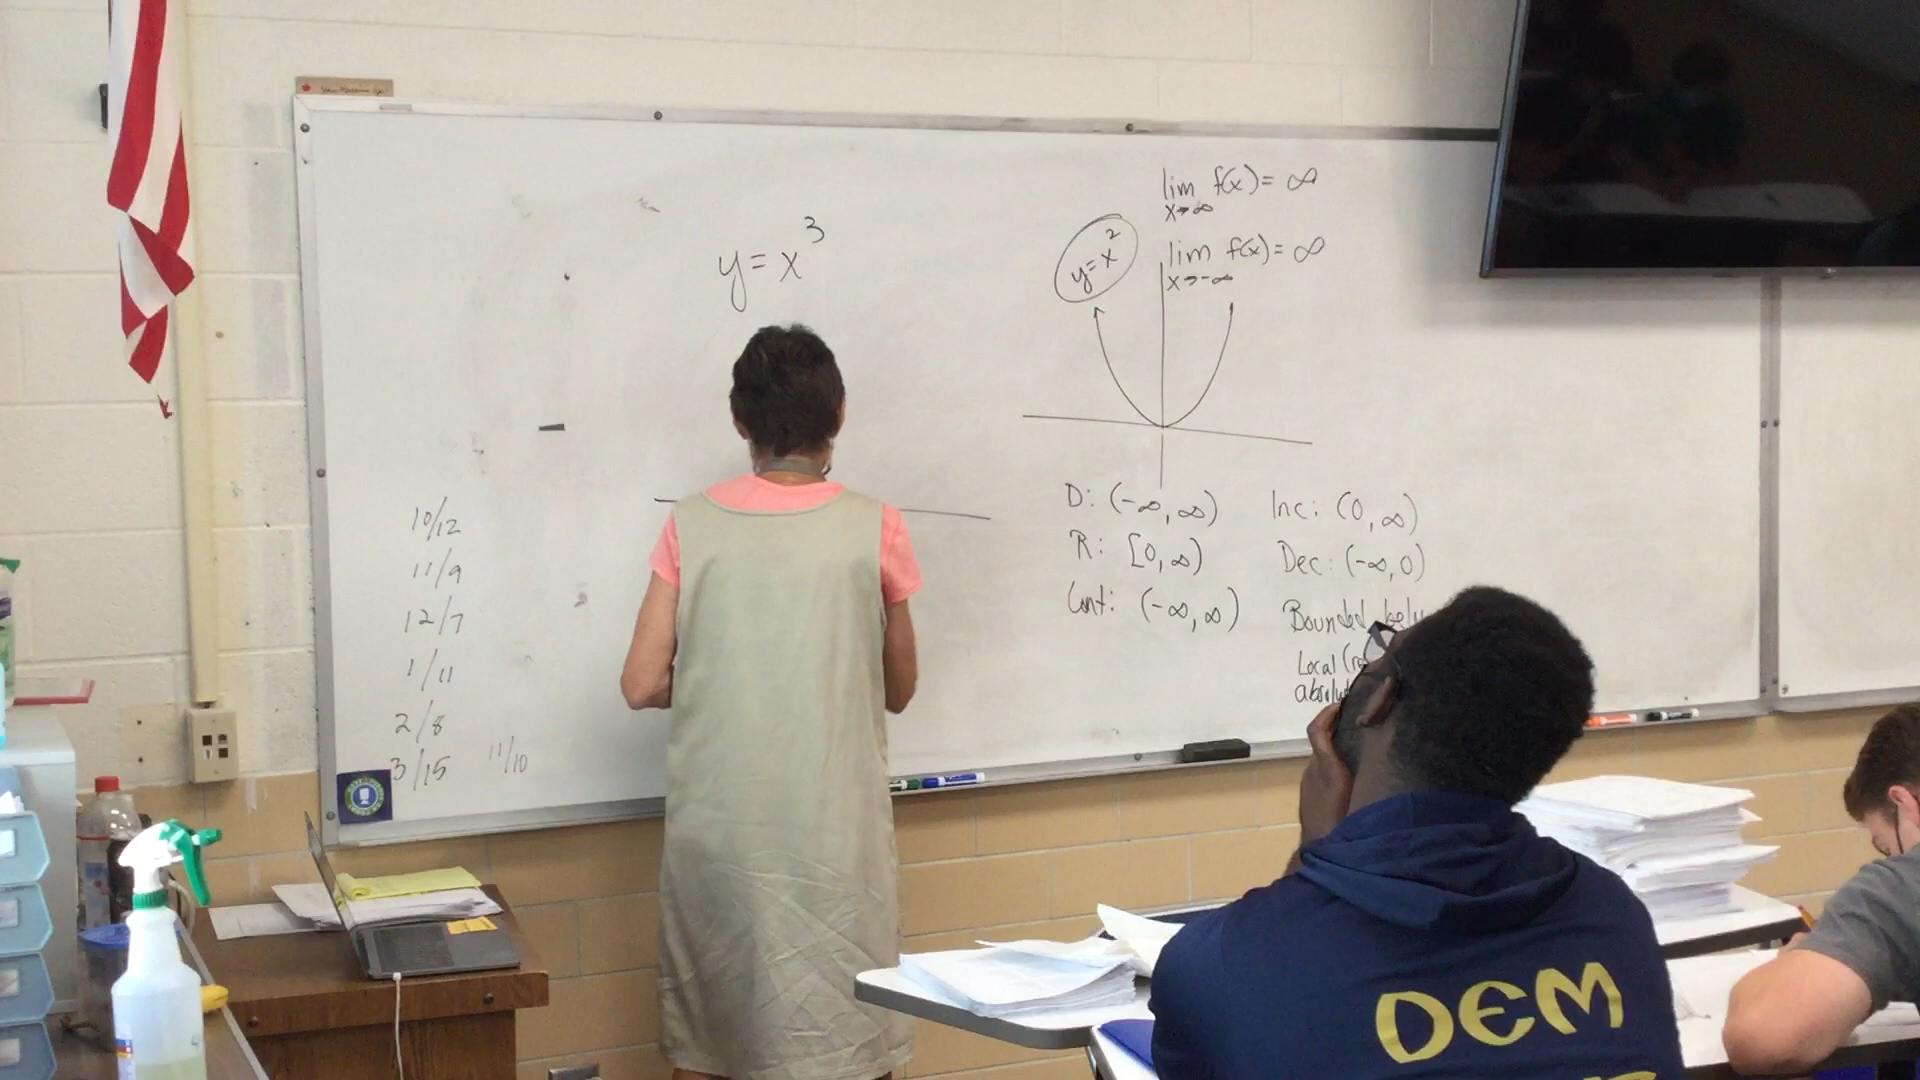 y = x³
lim f(x) = ∞
x→∞
y = x²
lim f(x) = ∞
x→-∞
D: (-∞, ∞)
R: [0, ∞)
Cont: (-∞, ∞)
Inc: (0, ∞)
Dec: (-∞, 0)
Bounded
Local
10/12
11/9
12/7
1/11
2/8
3/15
11/10
DEM